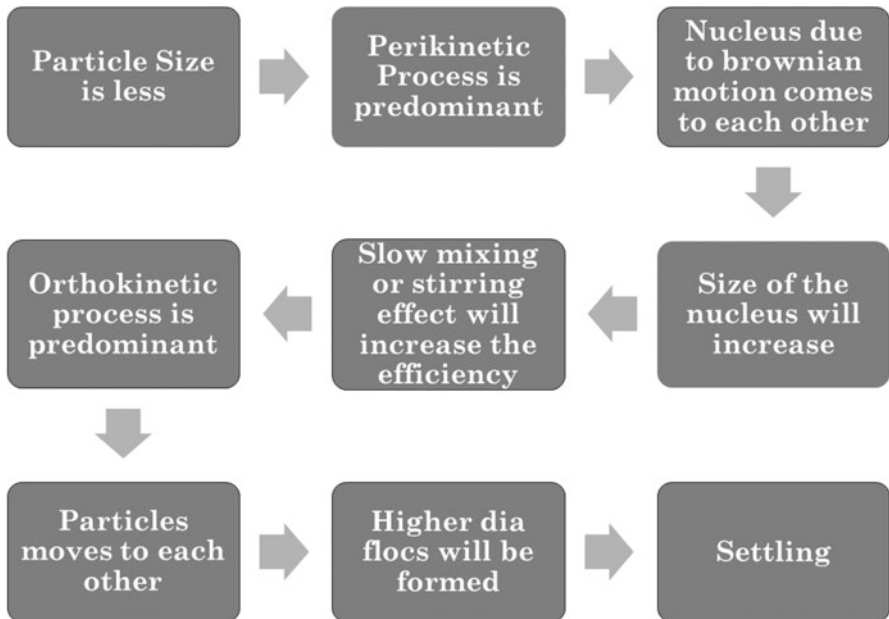 Particle Size
is less
Perikinetic
Process is
predominant
Nucleus due
to brownian
motion comes
to each other
Size of the
nucleus will
increase
Slow mixing
or stirring
effect will
increase the
efficiency
Orthokinetic
process is
predominant
Particles
moves to each
other
Higher dia
flocs will be
formed
Settling